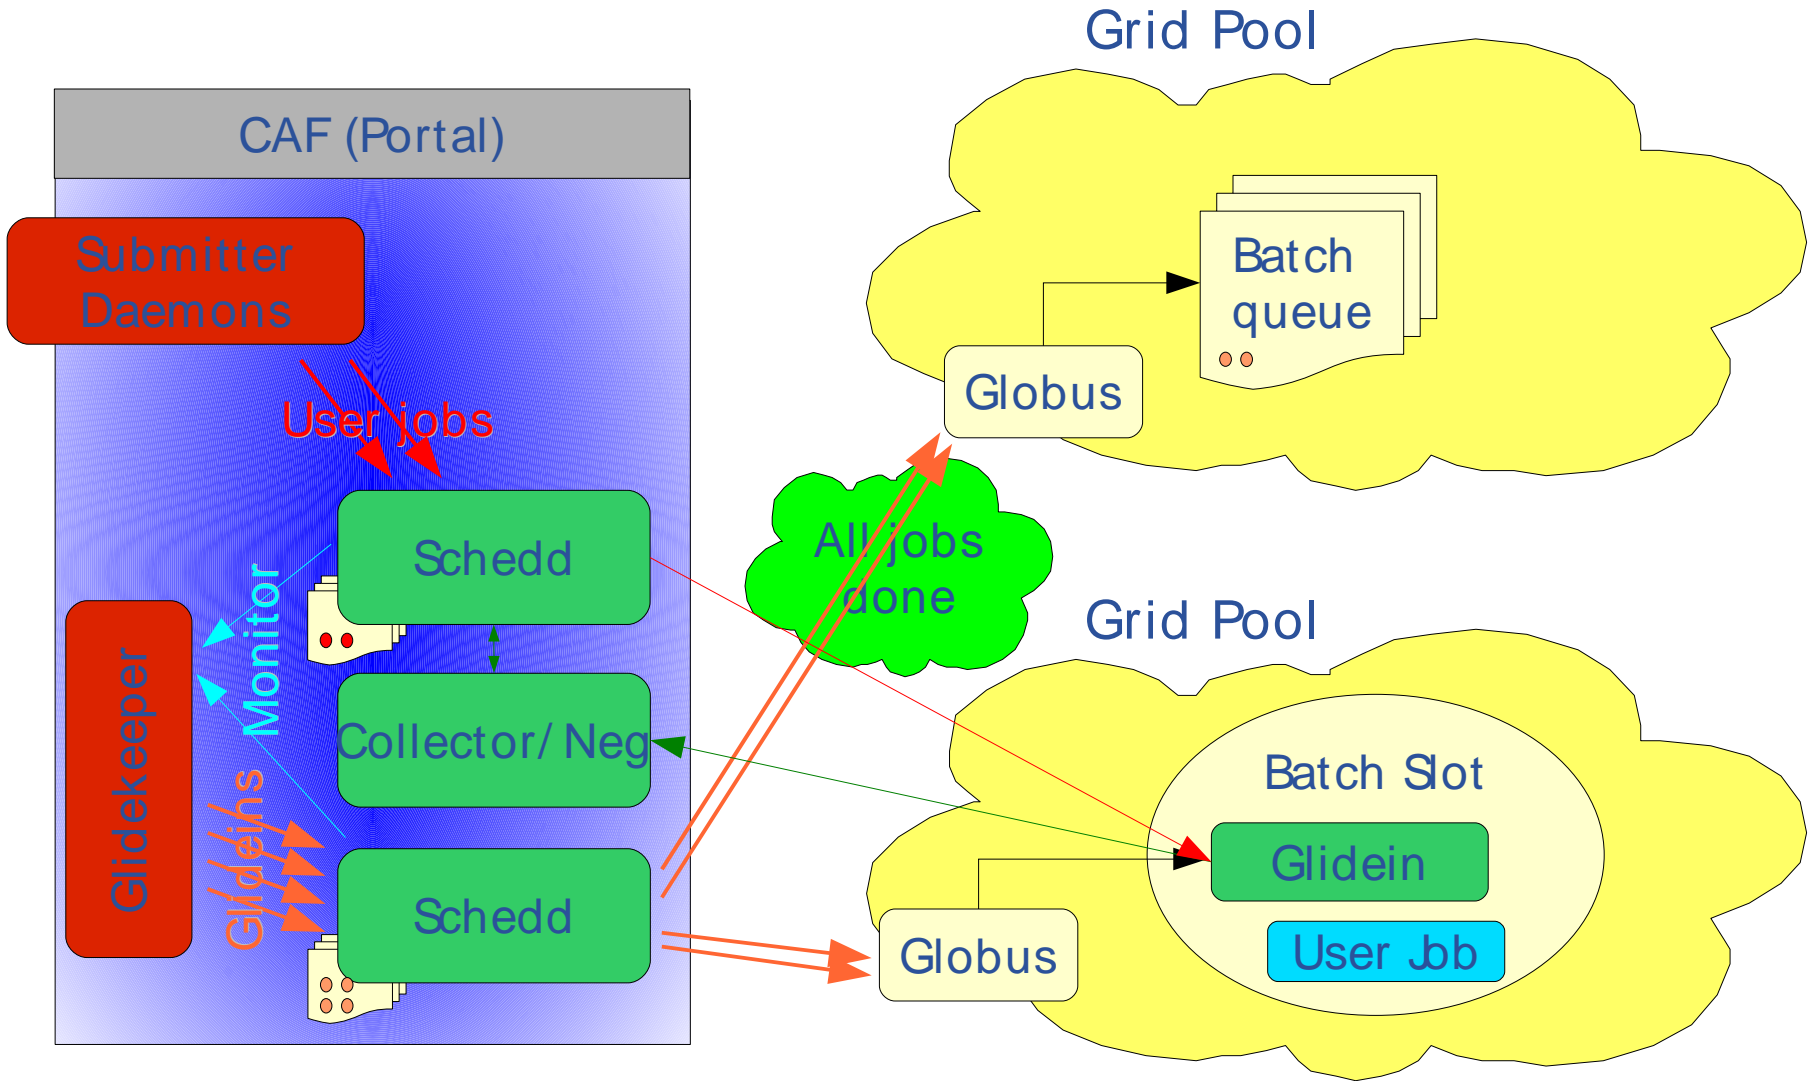 Grid Pool
CAF (Portal)
Submitter
Daemons
User jobs
Schedd
Monitor
Glidekeeper
Collector/Neg
Glideins
Schedd
All jobs
done
Batch
queue
Globus
Grid Pool
Batch Slot
Glidein
User Job
Globus